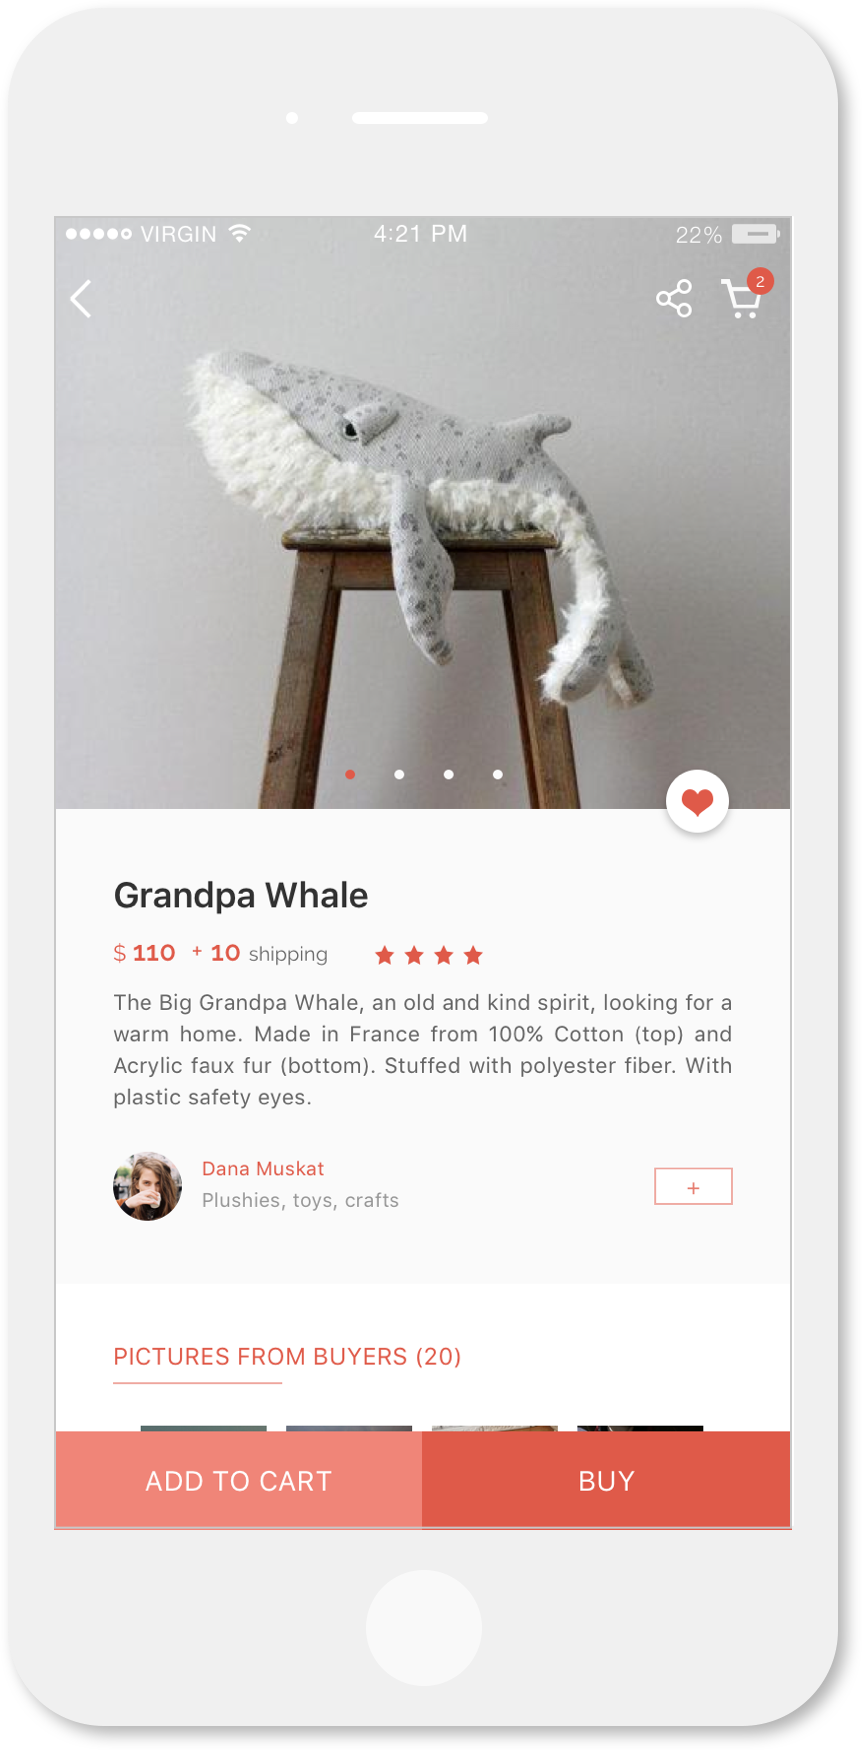 VIRGIN 4:21 PM 22%
2
Grandpa Whale
$ 110 + 10 shipping
The Big Grandpa Whale, an old and kind spirit, looking for a
warm home. Made in France from 100% Cotton (top) and
Acrylic faux fur (bottom). Stuffed with polyester fiber. With
plastic safety eyes.
Dana Muskat
Plushies, toys, crafts
+
PICTURES FROM BUYERS (20)
ADD TO CART BUY